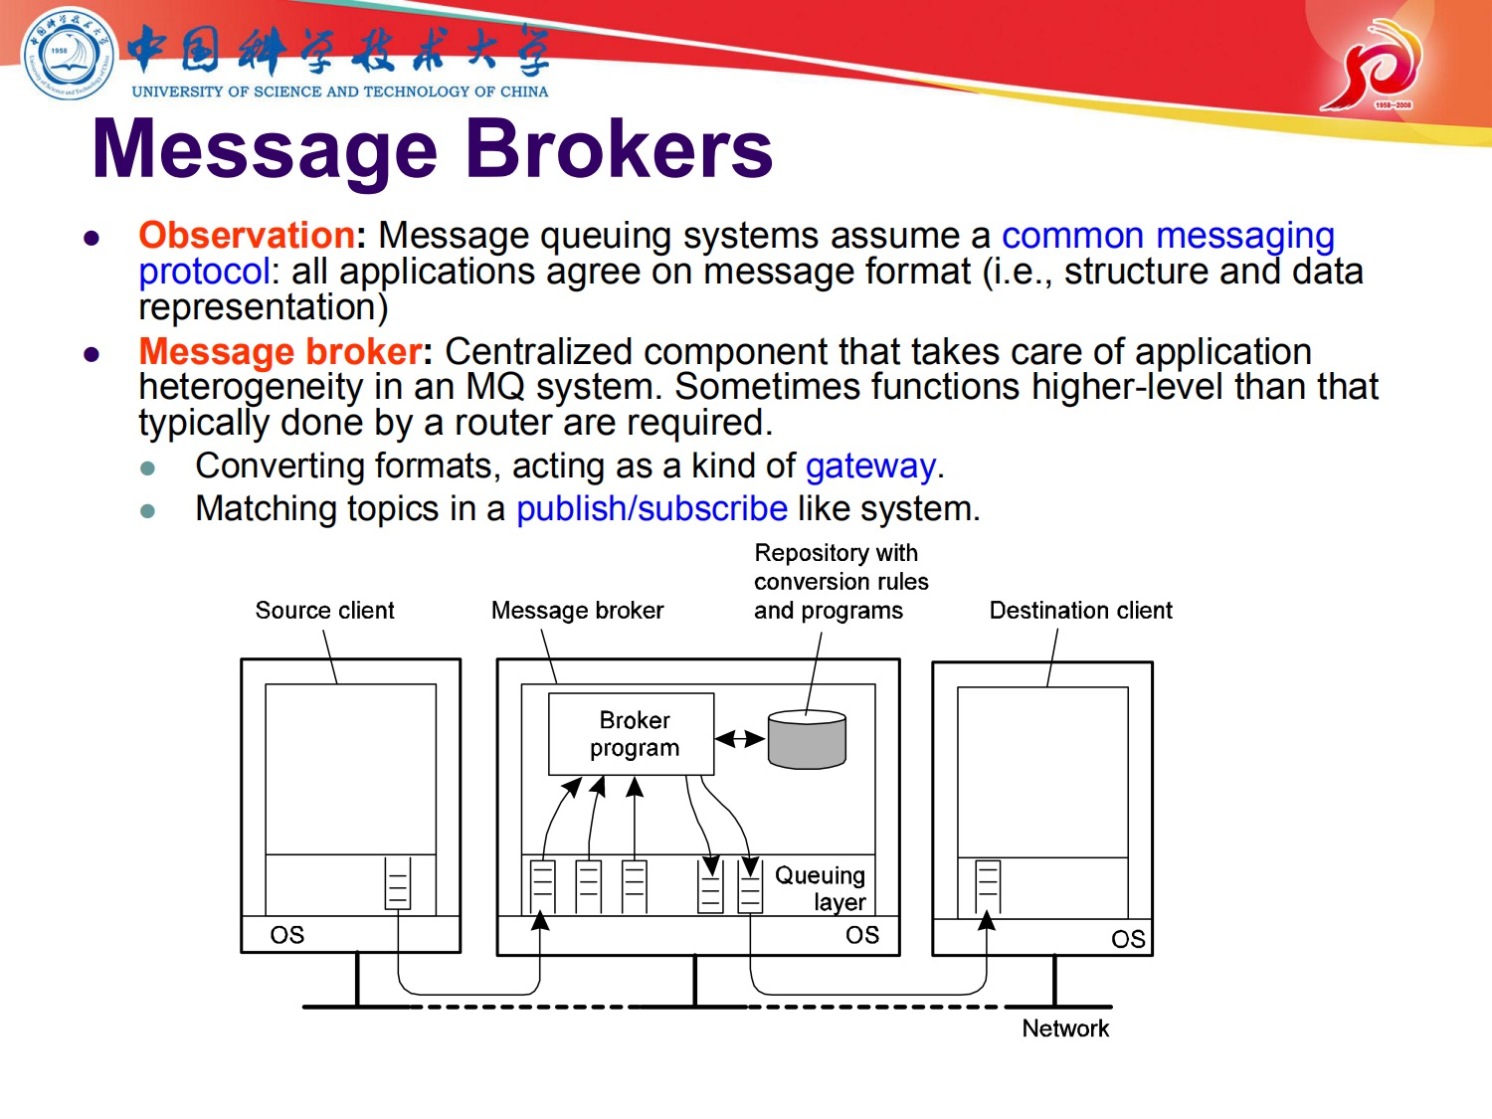 中国科学技术大学
1958
UNIVERSITY OF SCIENCE AND TECHNOLOGY OF CHINA
1958—2008
Message Brokers
Observation: Message queuing systems assume a common messaging
protocol: all applications agree on message format (i.e., structure and data
representation)
Message broker: Centralized component that takes care of application
heterogeneity in an MQ system. Sometimes functions higher-level than that
typically done by a router are required.
Converting formats, acting as a kind of gateway.
Matching topics in a publish/subscribe like system.
Repository with
conversion rules
and programs
Source client
Message broker
Destination client
Broker
program
Queuing
layer
OS
OS
OS
Network